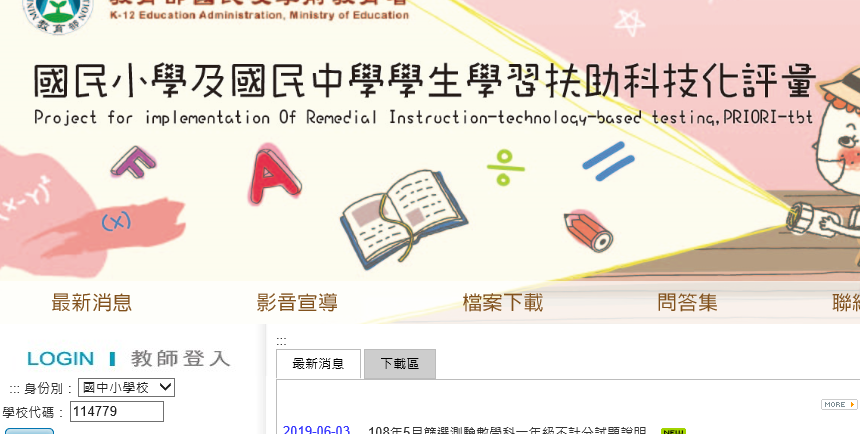 K-12 Education Administration, Ministry of Education
國民小學及國民中學學生學習扶助科技化評量
Project for implementation Of Remedial Instruction-technology-based testing,PRIORI-tbt
F
A
÷
(x-y)²
(x)
最新消息 影音宣導 檔案下載 問答集
LOGIN 教師登入
:::
最新消息 下載區
::: 身份別： 國中小學校
學校代碼： 114779
MORE
2019-06-03 108年5月篩選測驗數學科一年級不計分試題說明 NEW